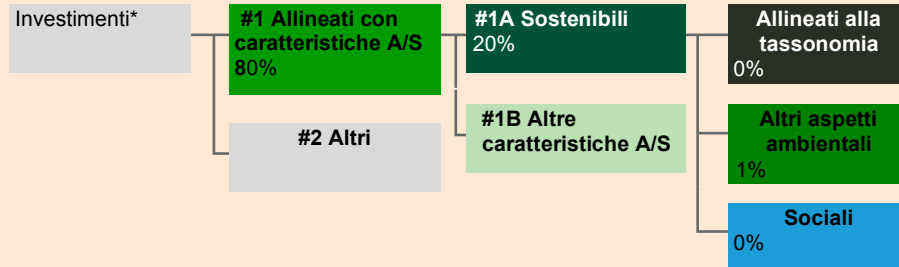 Investimenti*
#1 Allineati con
caratteristiche A/S
80%
#2 Altri
#1A Sostenibili
20%
#1B Altre
caratteristiche A/S
Allineati alla
tassonomia
0%
Altri aspetti
ambientali
1%
Sociali
0%